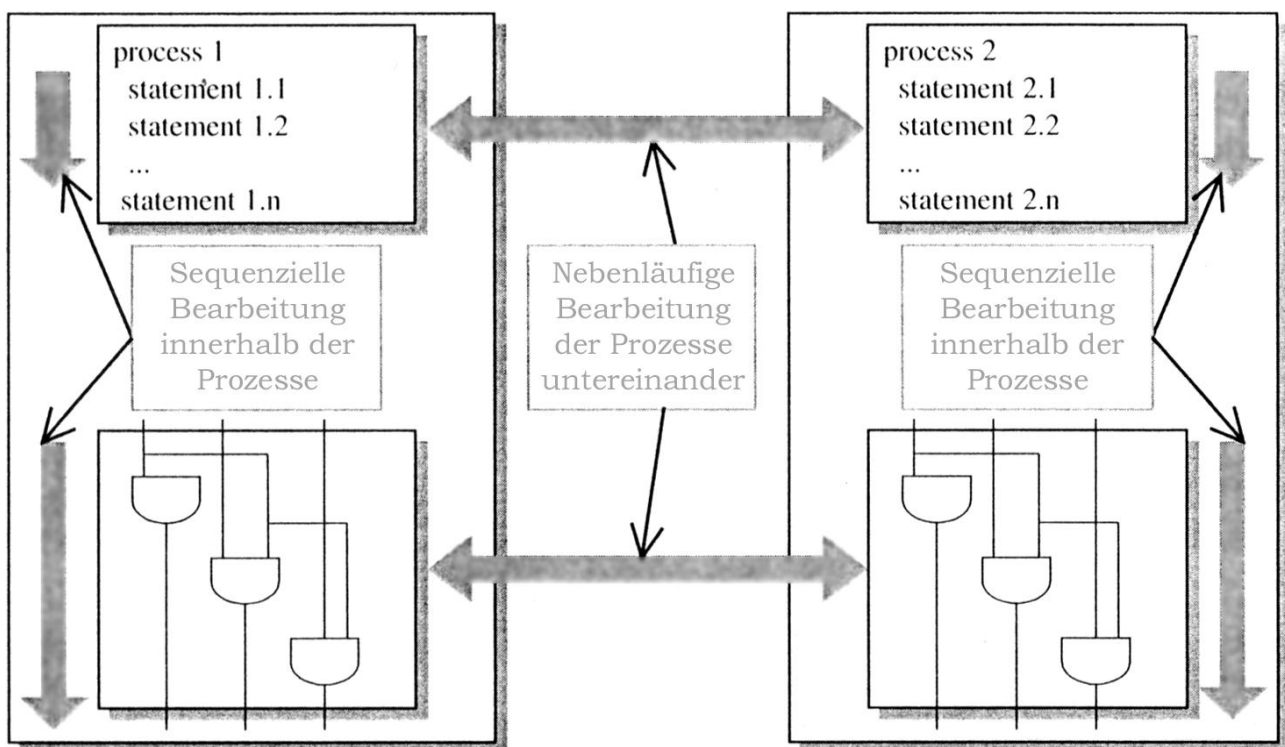 process 1
statement 1.1
statement 1.2
...
statement 1.n
process 2
statement 2.1
statement 2.2
...
statement 2.n
Sequenzielle
Bearbeitung
innerhalb der
Prozesse
Nebenläufige
Bearbeitung
der Prozesse
untereinander
Sequenzielle
Bearbeitung
innerhalb der
Prozesse